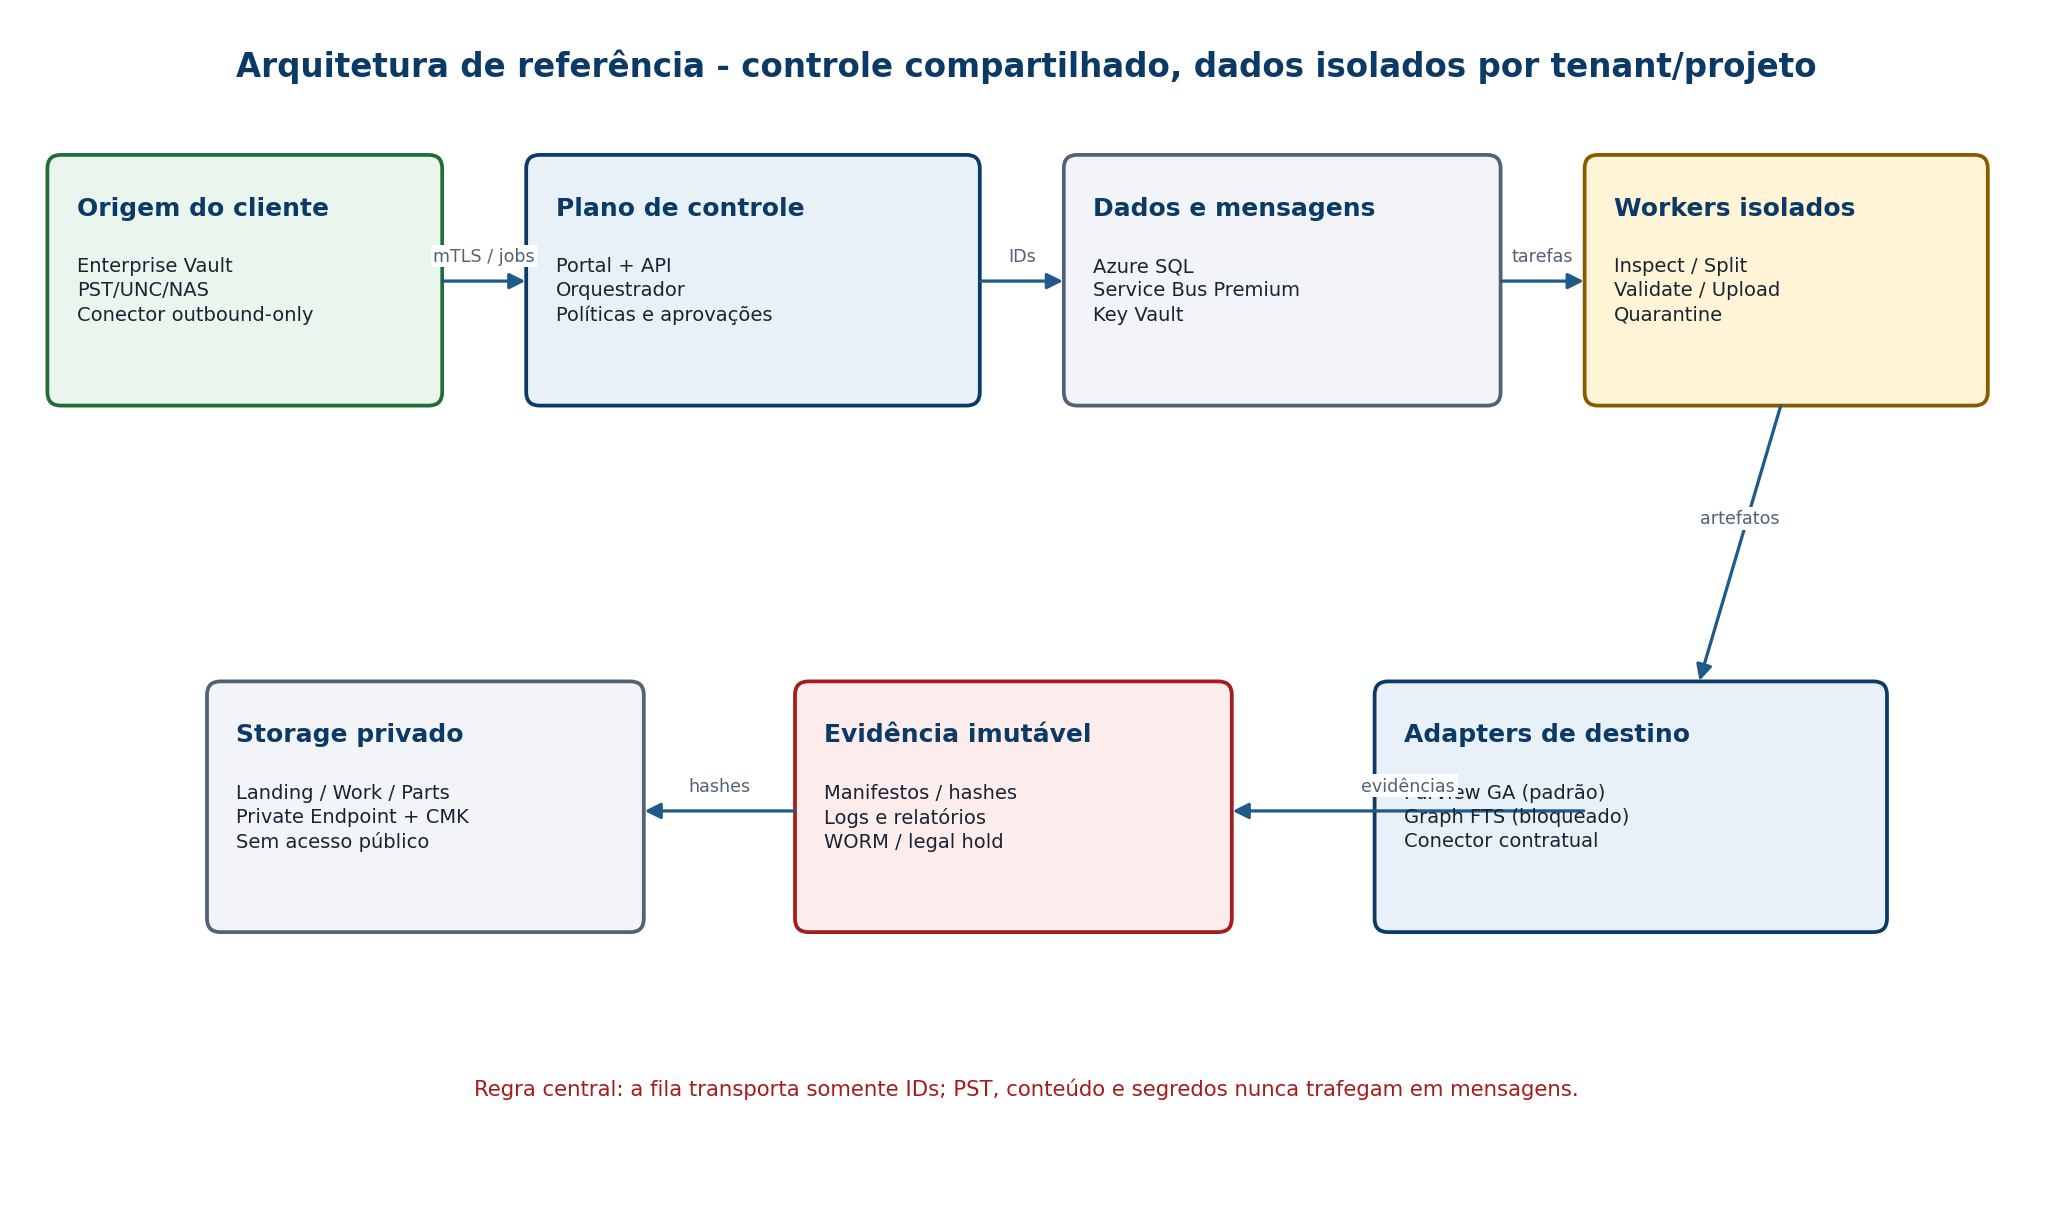 Arquitetura de referência - controle compartilhado, dados isolados por tenant/projeto
Origem do cliente
Enterprise Vault
PST/UNC/NAS
Conector outbound-only
mTLS / jobs
Plano de controle
Portal + API
Orquestrador
Políticas e aprovações
IDs
Dados e mensagens
Azure SQL
Service Bus Premium
Key Vault
tarefas
Workers isolados
Inspect / Split
Validate / Upload
Quarantine
artefatos
Storage privado
Landing / Work / Parts
Private Endpoint + CMK
Sem acesso público
hashes
Evidência imutável
Manifestos / hashes
Logs e relatórios
WORM / legal hold
evidências
Adapters de destino
GA (padrão)
Graph FTS (bloqueado)
Conector contratual
Regra central: a fila transporta somente IDs; PST, conteúdo e segredos nunca trafegam em mensagens.